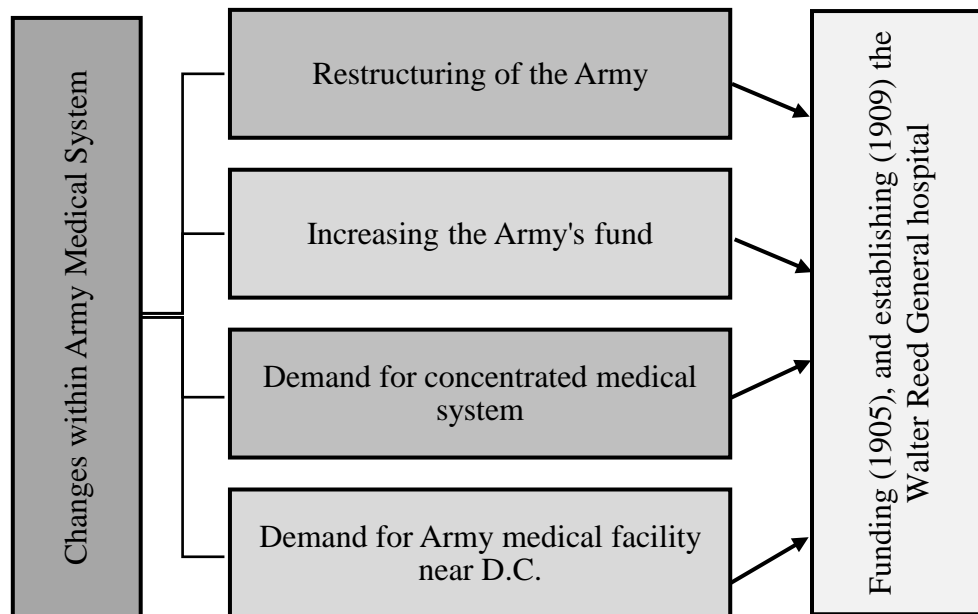 Changes within Army Medical System
Restructuring of the Army
Increasing the Army's fund
Demand for concentrated medical
system
Demand for Army medical facility
near D.C.
Funding (1905), and establishing (1909) the
Walter Reed General hospital